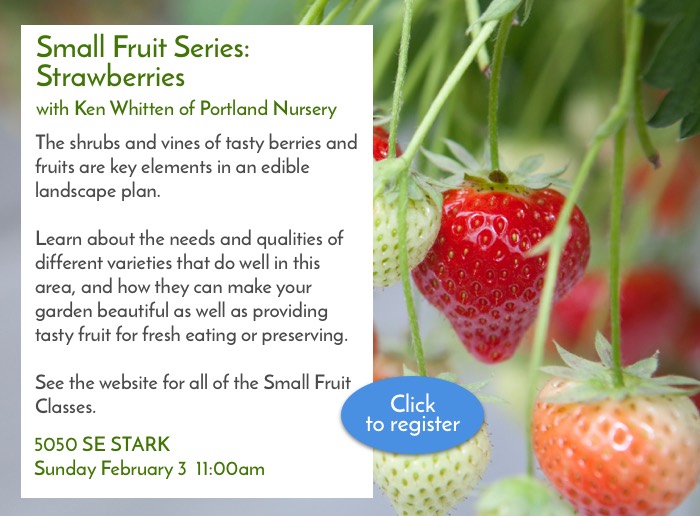 Small Fruit Series:
Strawberries
with Ken Whitten of Portland Nursery
The shrubs and vines of tasty berries and
fruits are key elements in an edible
landscape plan.
Learn about the needs and qualities of
different varieties that do well in this
area, and how they can make your
garden beautiful as well as providing
tasty fruit for fresh eating or preserving.
See the website for all of the Small Fruit
Classes.
5050 SE STARK
Sunday February 3 11:00am
Click
to register